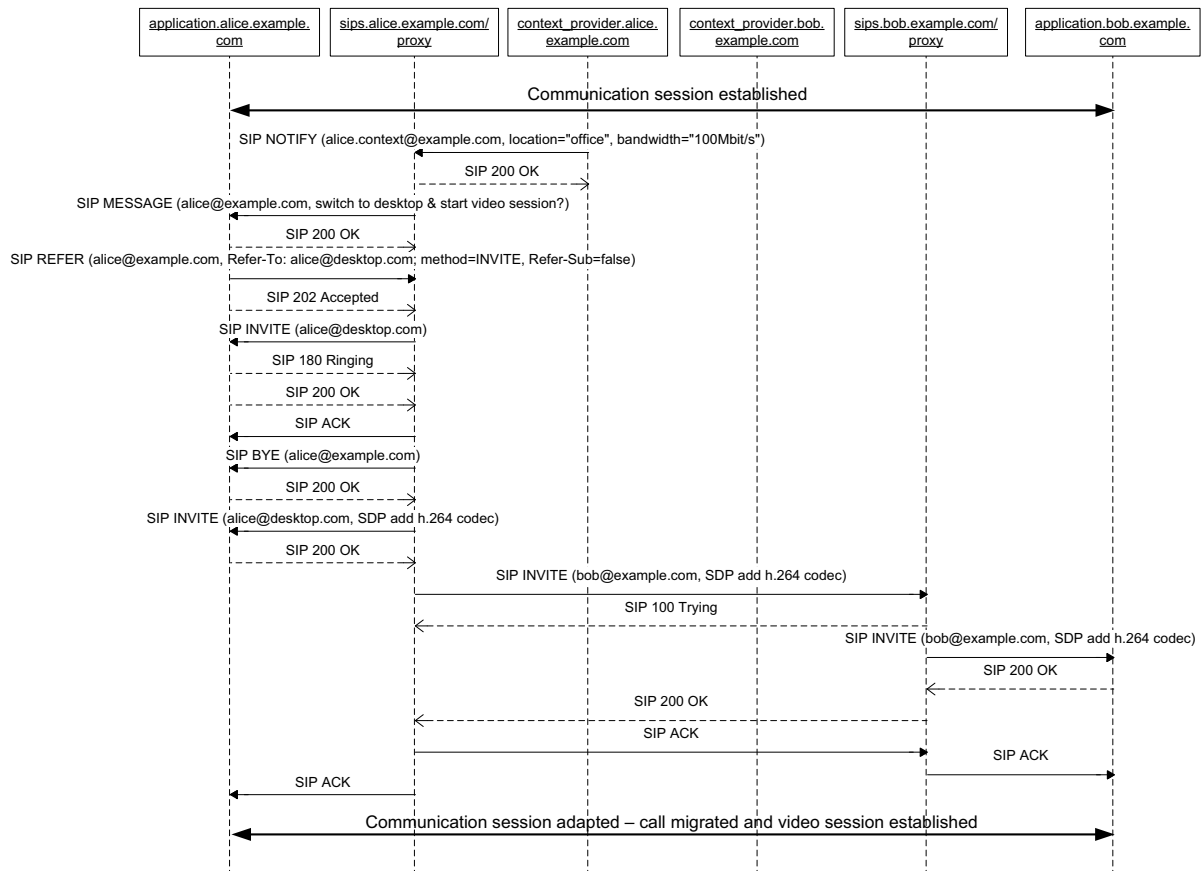 application.alice.example.
com
sips.alice.example.com/
proxy
context_provider.alice.
example.com
context_provider.bob.
example.com
sips.bob.example.com/
proxy
application.bob.example.
com
Communication session established
SIP NOTIFY (alice.context@example.com, location="office", bandwidth="100Mbit/s")
SIP 200 OK
SIP MESSAGE (alice@example.com, switch to desktop & start video session?)
SIP 200 OK
SIP REFER (alice@example.com, Refer-To: alice@desktop.com; method=INVITE, Refer-Sub=false)
SIP 202 Accepted
SIP INVITE (alice@desktop.com)
SIP 180 Ringing
SIP 200 OK
SIP ACK
SIP BYE (alice@example.com)
SIP 200 OK
SIP INVITE (alice@desktop.com, SDP add h.264 codec)
SIP 200 OK
SIP INVITE (bob@example.com, SDP add h.264 codec)
SIP 100 Trying
SIP INVITE (bob@example.com, SDP add h.264 codec)
SIP 200 OK
SIP 200 OK
SIP ACK
SIP ACK
SIP ACK
Communication session adapted – call migrated and video session established